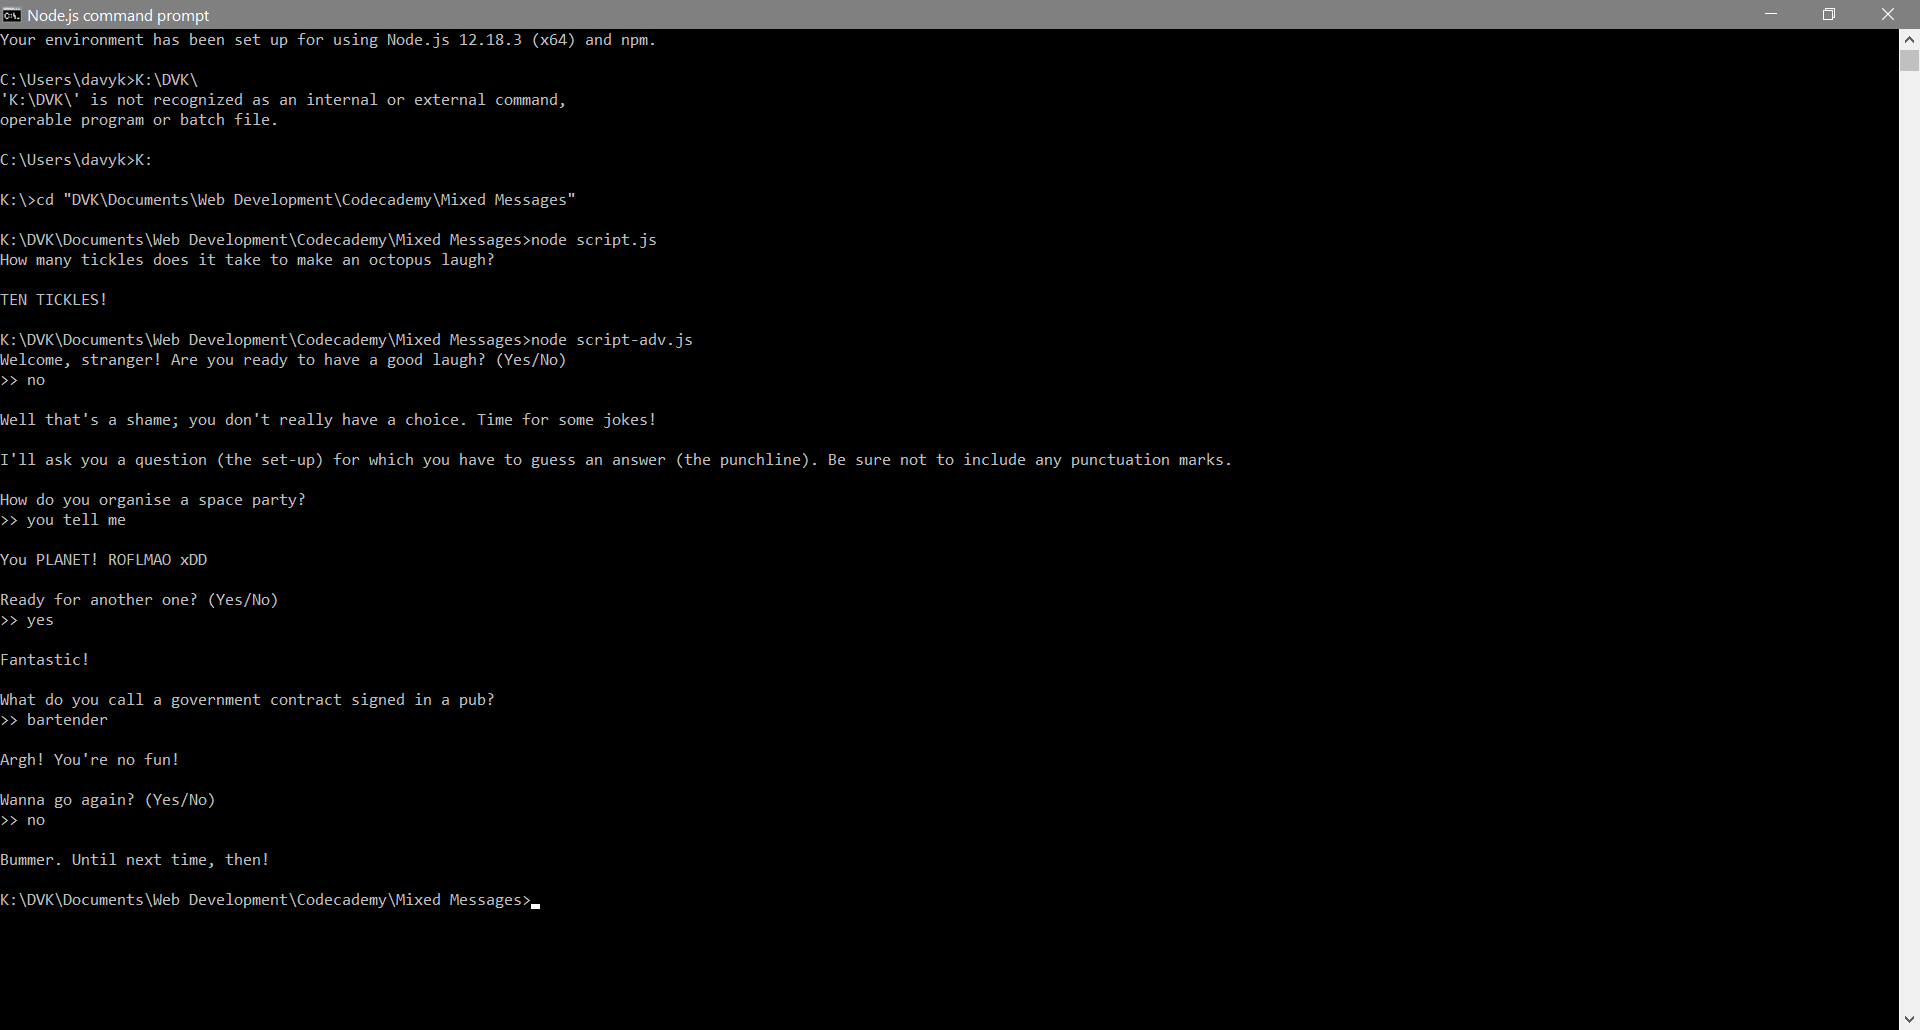 Node.js command prompt
Your environment has been set up for using Node.js 12.18.3 (x64) and npm.
C:\Users\davyk>K:\DVK\
'K:\DVK\' is not recognized as an internal or external command,
operable program or batch file.
C:\Users\davyk>K:
K:\>cd "DVK\Documents\Web Development\Codecademy\Mixed Messages"
K:\DVK\Documents\Web Development\Codecademy\Mixed Messages>node script.js
How many tickles does it take to make an octopus laugh?
TEN TICKLES!
K:\DVK\Documents\Web Development\Codecademy\Mixed Messages>node script-adv.js
Welcome, stranger! Are you ready to have a good laugh? (Yes/No)
>> no
Well that's a shame; you don't really have a choice. Time for some jokes!
I'll ask you a question (the set-up) for which you have to guess an answer (the punchline). Be sure not to include any punctuation marks.
How do you organise a space party?
>> you tell me
You PLANET! ROFLMAO xDD
Ready for another one? (Yes/No)
>> yes
Fantastic!
What do you call a government contract signed in a pub?
>> bartender
Argh! You're no fun!
Wanna go again? (Yes/No)
>> no
Bummer. Until next time, then!
K:\DVK\Documents\Web Development\Codecademy\Mixed Messages>